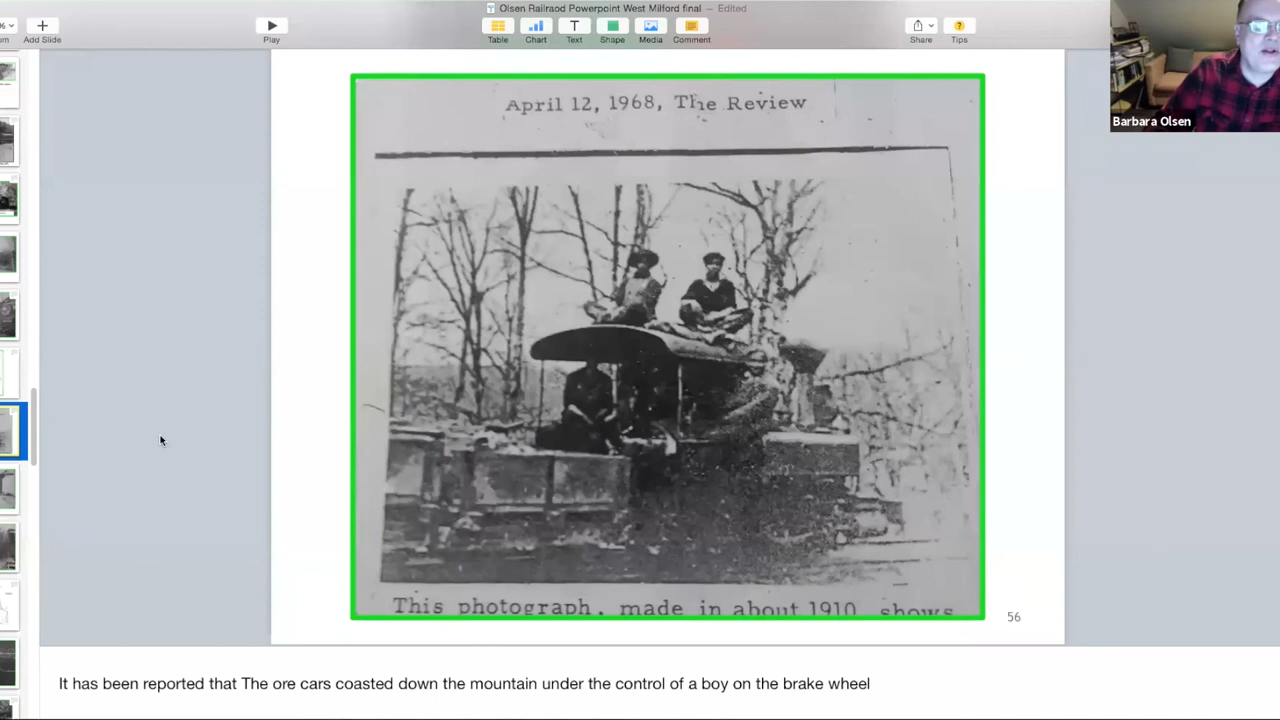 Olsen Railraod Powerpoint West Milford final — Edited
Add Slide
Play
Table
Chart
Text
Shape
Media
Comment
Share
Tips
Barbara Olsen
April 12, 1968, The Review
This photograph, made in about 1910, shows
56
It has been reported that The ore cars coasted down the mountain under the control of a boy on the brake wheel